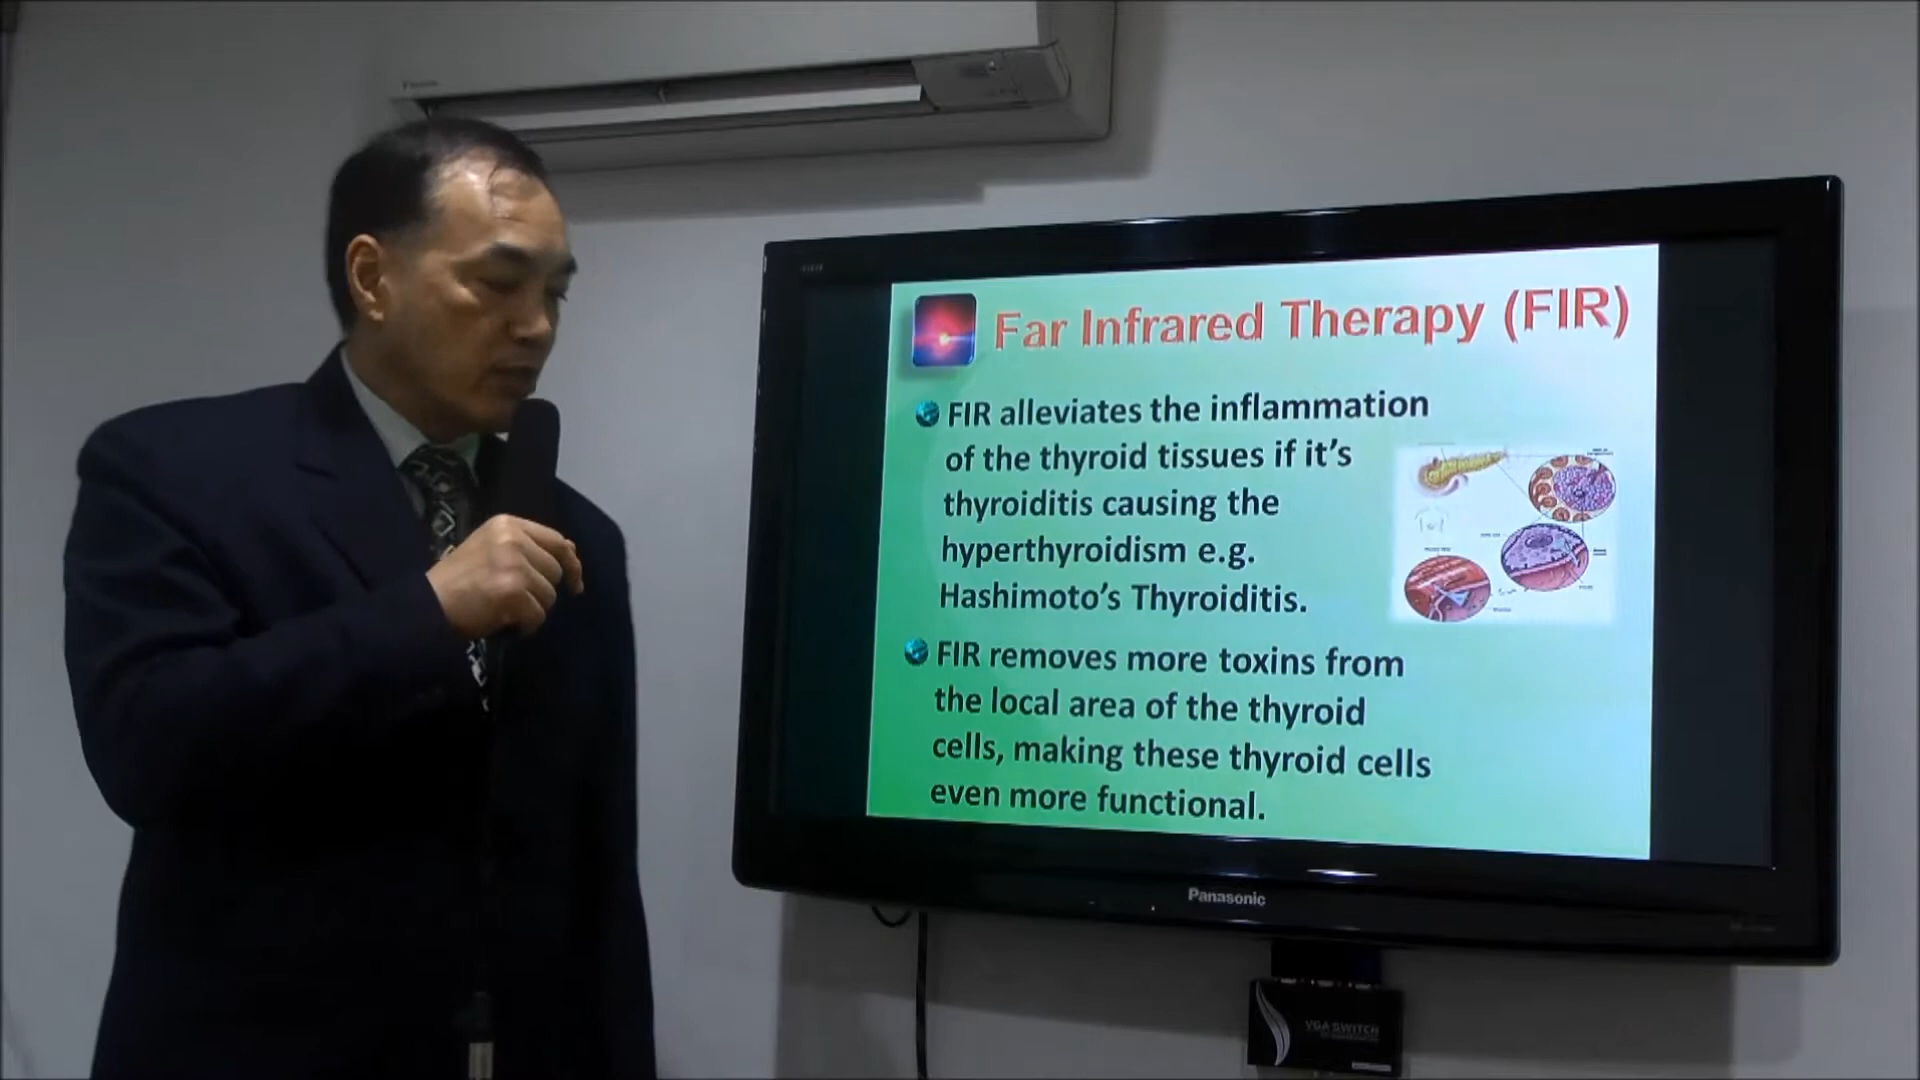 Far Infrared Therapy (FIR)
FIR alleviates the inflammation
of the thyroid tissues if it's
thyroiditis causing the
hyperthyroidism e.g.
Hashimoto's Thyroiditis.
FIR removes more toxins from
the local area of the thyroid
cells, making these thyroid cells
even more functional.
Panasonic
VGA SWITCH